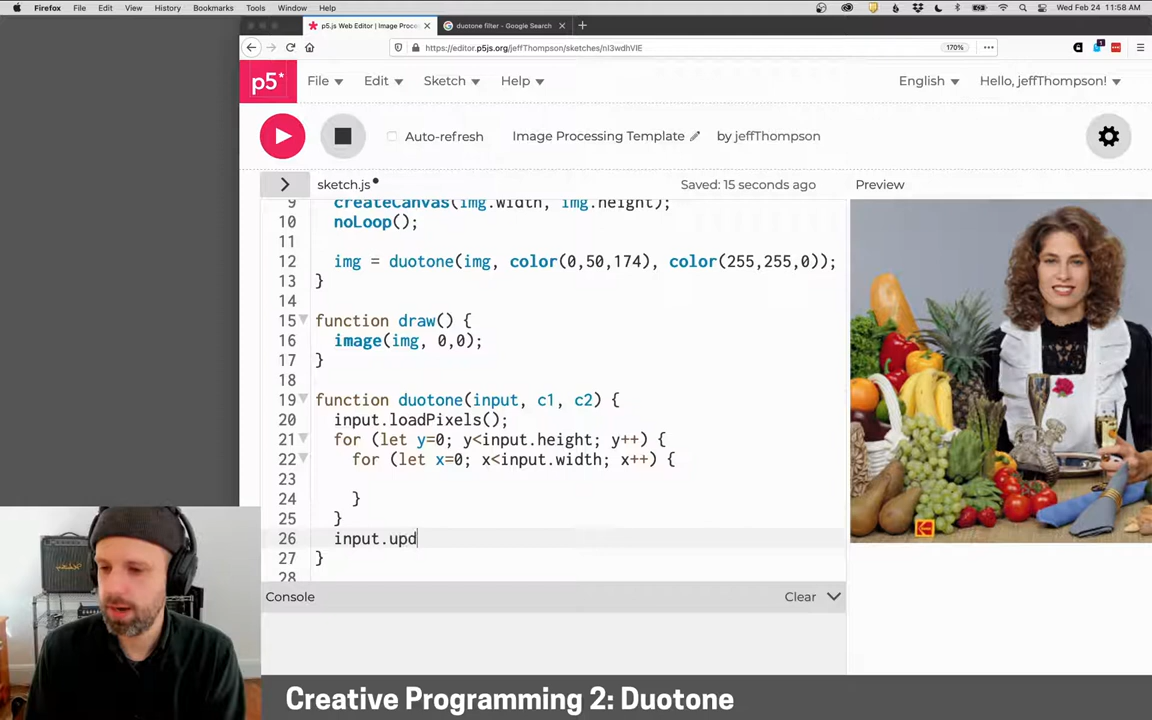 Firefox File Edit View History Bookmarks Tools Window Help Wed Feb 24 11:58 AM
p5.js Web Editor | Image Proces × duotone filter - Google Search × +
https://editor.p5js.org/jeffThompson/sketches/nI3wdhVIE 170%
p5* File Edit Sketch Help English Hello, jeffThompson!
Auto-refresh Image Processing Template by jeffThompson
sketch.js Saved: 15 seconds ago Preview
9 createCanvas(img.width, img.height);
10 noLoop();
11
12 img = duotone(img, color(0,50,174), color(255,255,0));
13 }
14
15 function draw() {
16 image(img, 0,0);
17 }
18
19 function duotone(input, c1, c2) {
20 input.loadPixels();
21 for (let y=0; y<input.height; y++) {
22 for (let x=0; x<input.width; x++) {
23
24 }
25 }
26 input.upd
27 }
28
Console Clear
Creative Programming 2: Duotone